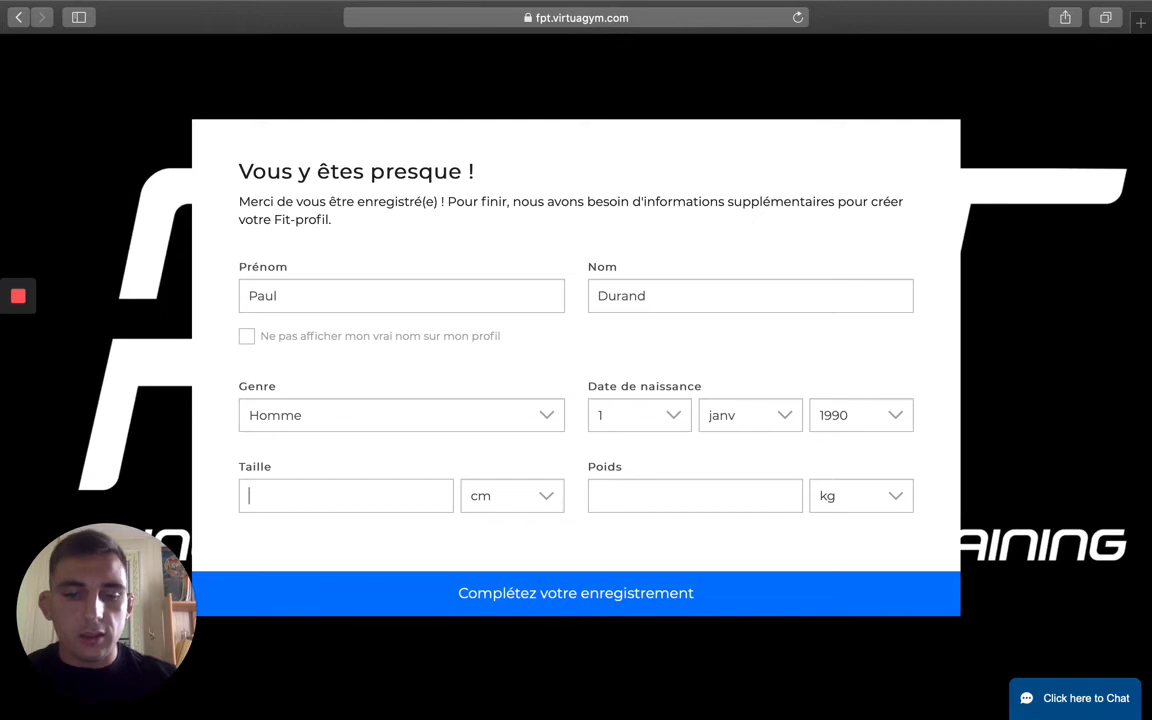 fpt.virtuagym.com
Vous y êtes presque !
Merci de vous être enregistré(e) ! Pour finir, nous avons besoin d'informations supplémentaires pour créer
votre Fit-profil.
Prénom
Nom
Paul
Durand
Ne pas afficher mon vrai nom sur mon profil
Genre
Date de naissance
Homme
1
janv
1990
Taille
Poids
cm
kg
AINING
Complétez votre enregistrement
Click here to Chat